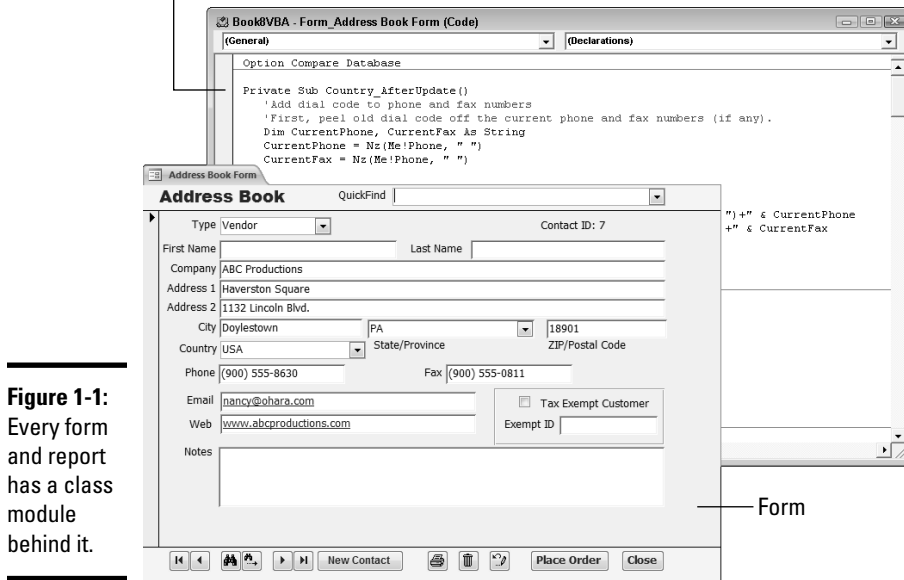 Book8VBA - Form_Address Book Form (Code)
(General) (Declarations)
Option Compare Database
Private Sub Country_AfterUpdate()
'Add dial code to phone and fax numbers
'First, peel old dial code off the current phone and fax numbers (if any).
Dim CurrentPhone, CurrentFax As String
CurrentPhone = Nz(Me!Phone, " ")
CurrentFax = Nz(Me!Phone, " ")
")+" & CurrentPhone
+" & CurrentFax
Address Book Form
Address Book QuickFind
Type Vendor Contact ID: 7
First Name Last Name
Company ABC Productions
Address 1 Haverston Square
Address 2 1132 Lincoln Blvd.
City Doylestown PA 18901
State/Province ZIP/Postal Code
Country USA
Phone (900) 555-8630 Fax (900) 555-0811
Email nancy@ohara.com Tax Exempt Customer
Web www.abcproductions.com Exempt ID
Notes
New Contact Place Order Close
Form
Figure 1-1:
Every form
and report
has a class
module
behind it.